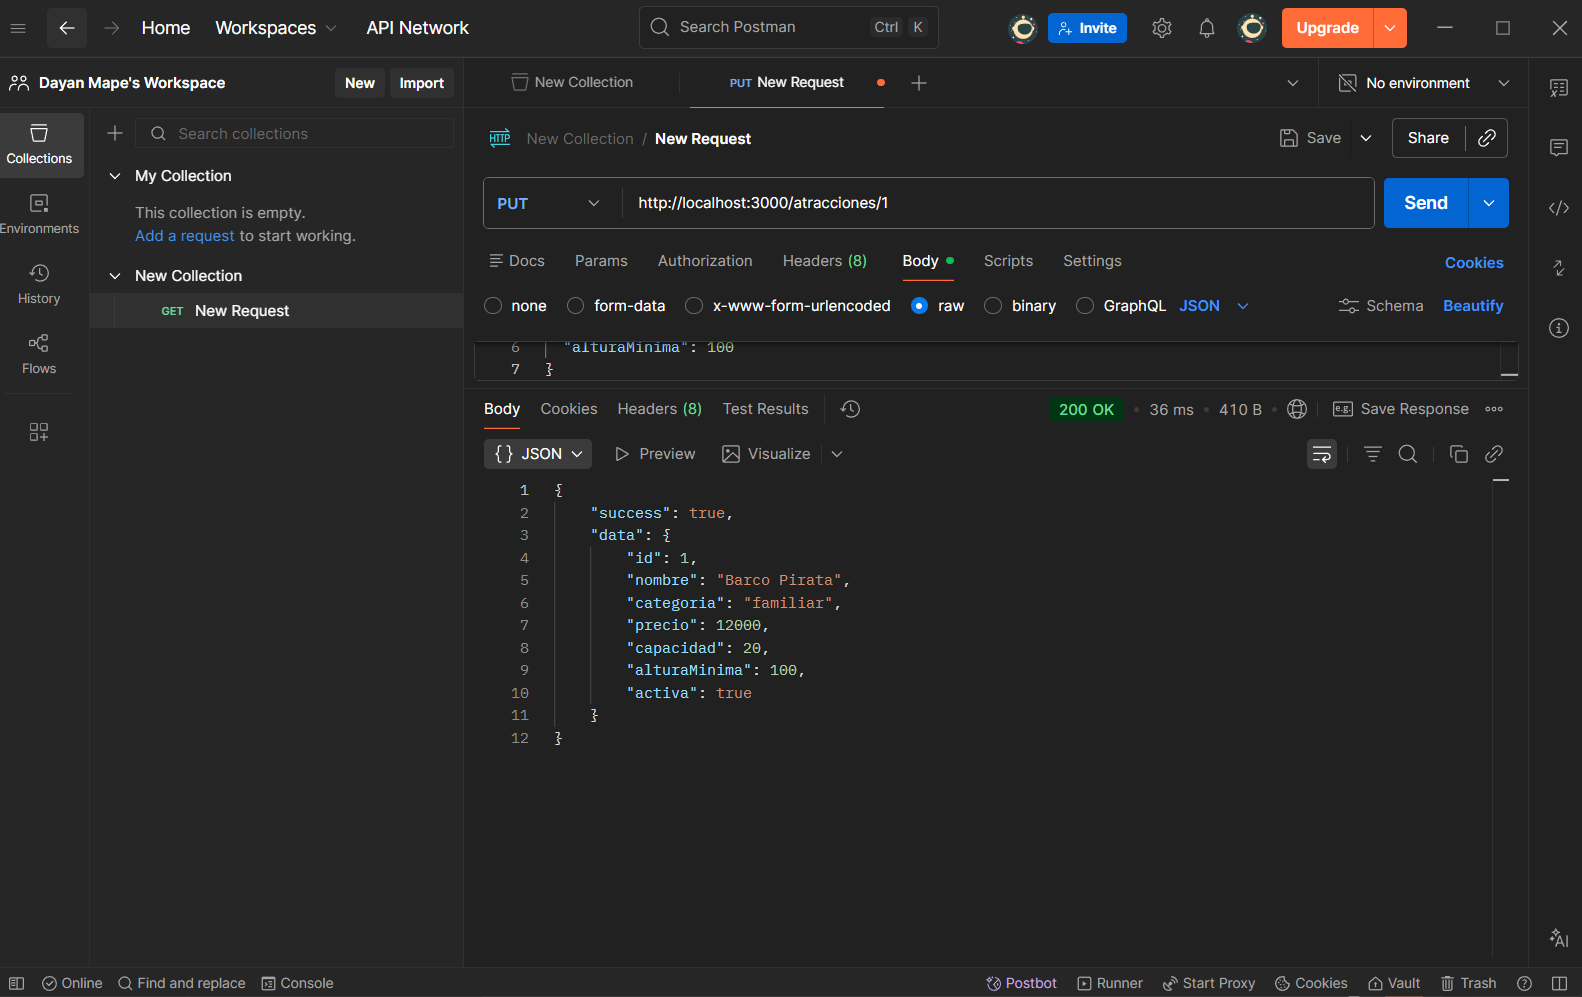 Home Workspaces API Network Search Postman Ctrl K Invite Upgrade
Dayan Mape's Workspace New Import New Collection PUT New Request No environment
Collections
Environments
History
Flows
Search collections
My Collection
This collection is empty.
Add a request to start working.
New Collection
GET New Request
HTTP New Collection / New Request Save Share
PUT http://localhost:3000/atracciones/1 Send
Docs Params Authorization Headers (8) Body Scripts Settings Cookies
none form-data x-www-form-urlencoded raw binary GraphQL JSON Schema Beautify
6 "alturaMinima": 100
7 }
Body Cookies Headers (8) Test Results 200 OK 36 ms 410 B e.g. Save Response
{} JSON Preview Visualize
1 {
2 "success": true,
3 "data": {
4 "id": 1,
5 "nombre": "Barco Pirata",
6 "categoria": "familiar",
7 "precio": 12000,
8 "capacidad": 20,
9 "alturaMinima": 100,
10 "activa": true
11 }
12 }
AI
Online Find and replace Console Postbot Runner Start Proxy Cookies Vault Trash